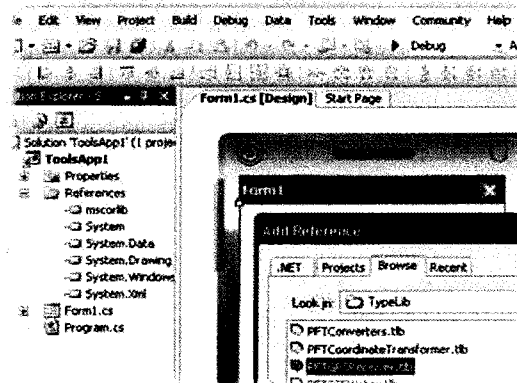 Edit View Project Build Debug Data Tools Window Community Help
Debug
Form1.cs [Design] Start Page
Solution 'ToolsApp1' (1 proje
ToolsApp1
Properties
References
mscorlib
System
System.Data
System.Drawing
System.Windows
System.Xml
Form1.cs
Program.cs
Form1
Add Reference
.NET Projects Browse Recent
Look in: TypeLib
PFTConverters.tlb
PFTCoordinateTransformer.tlb